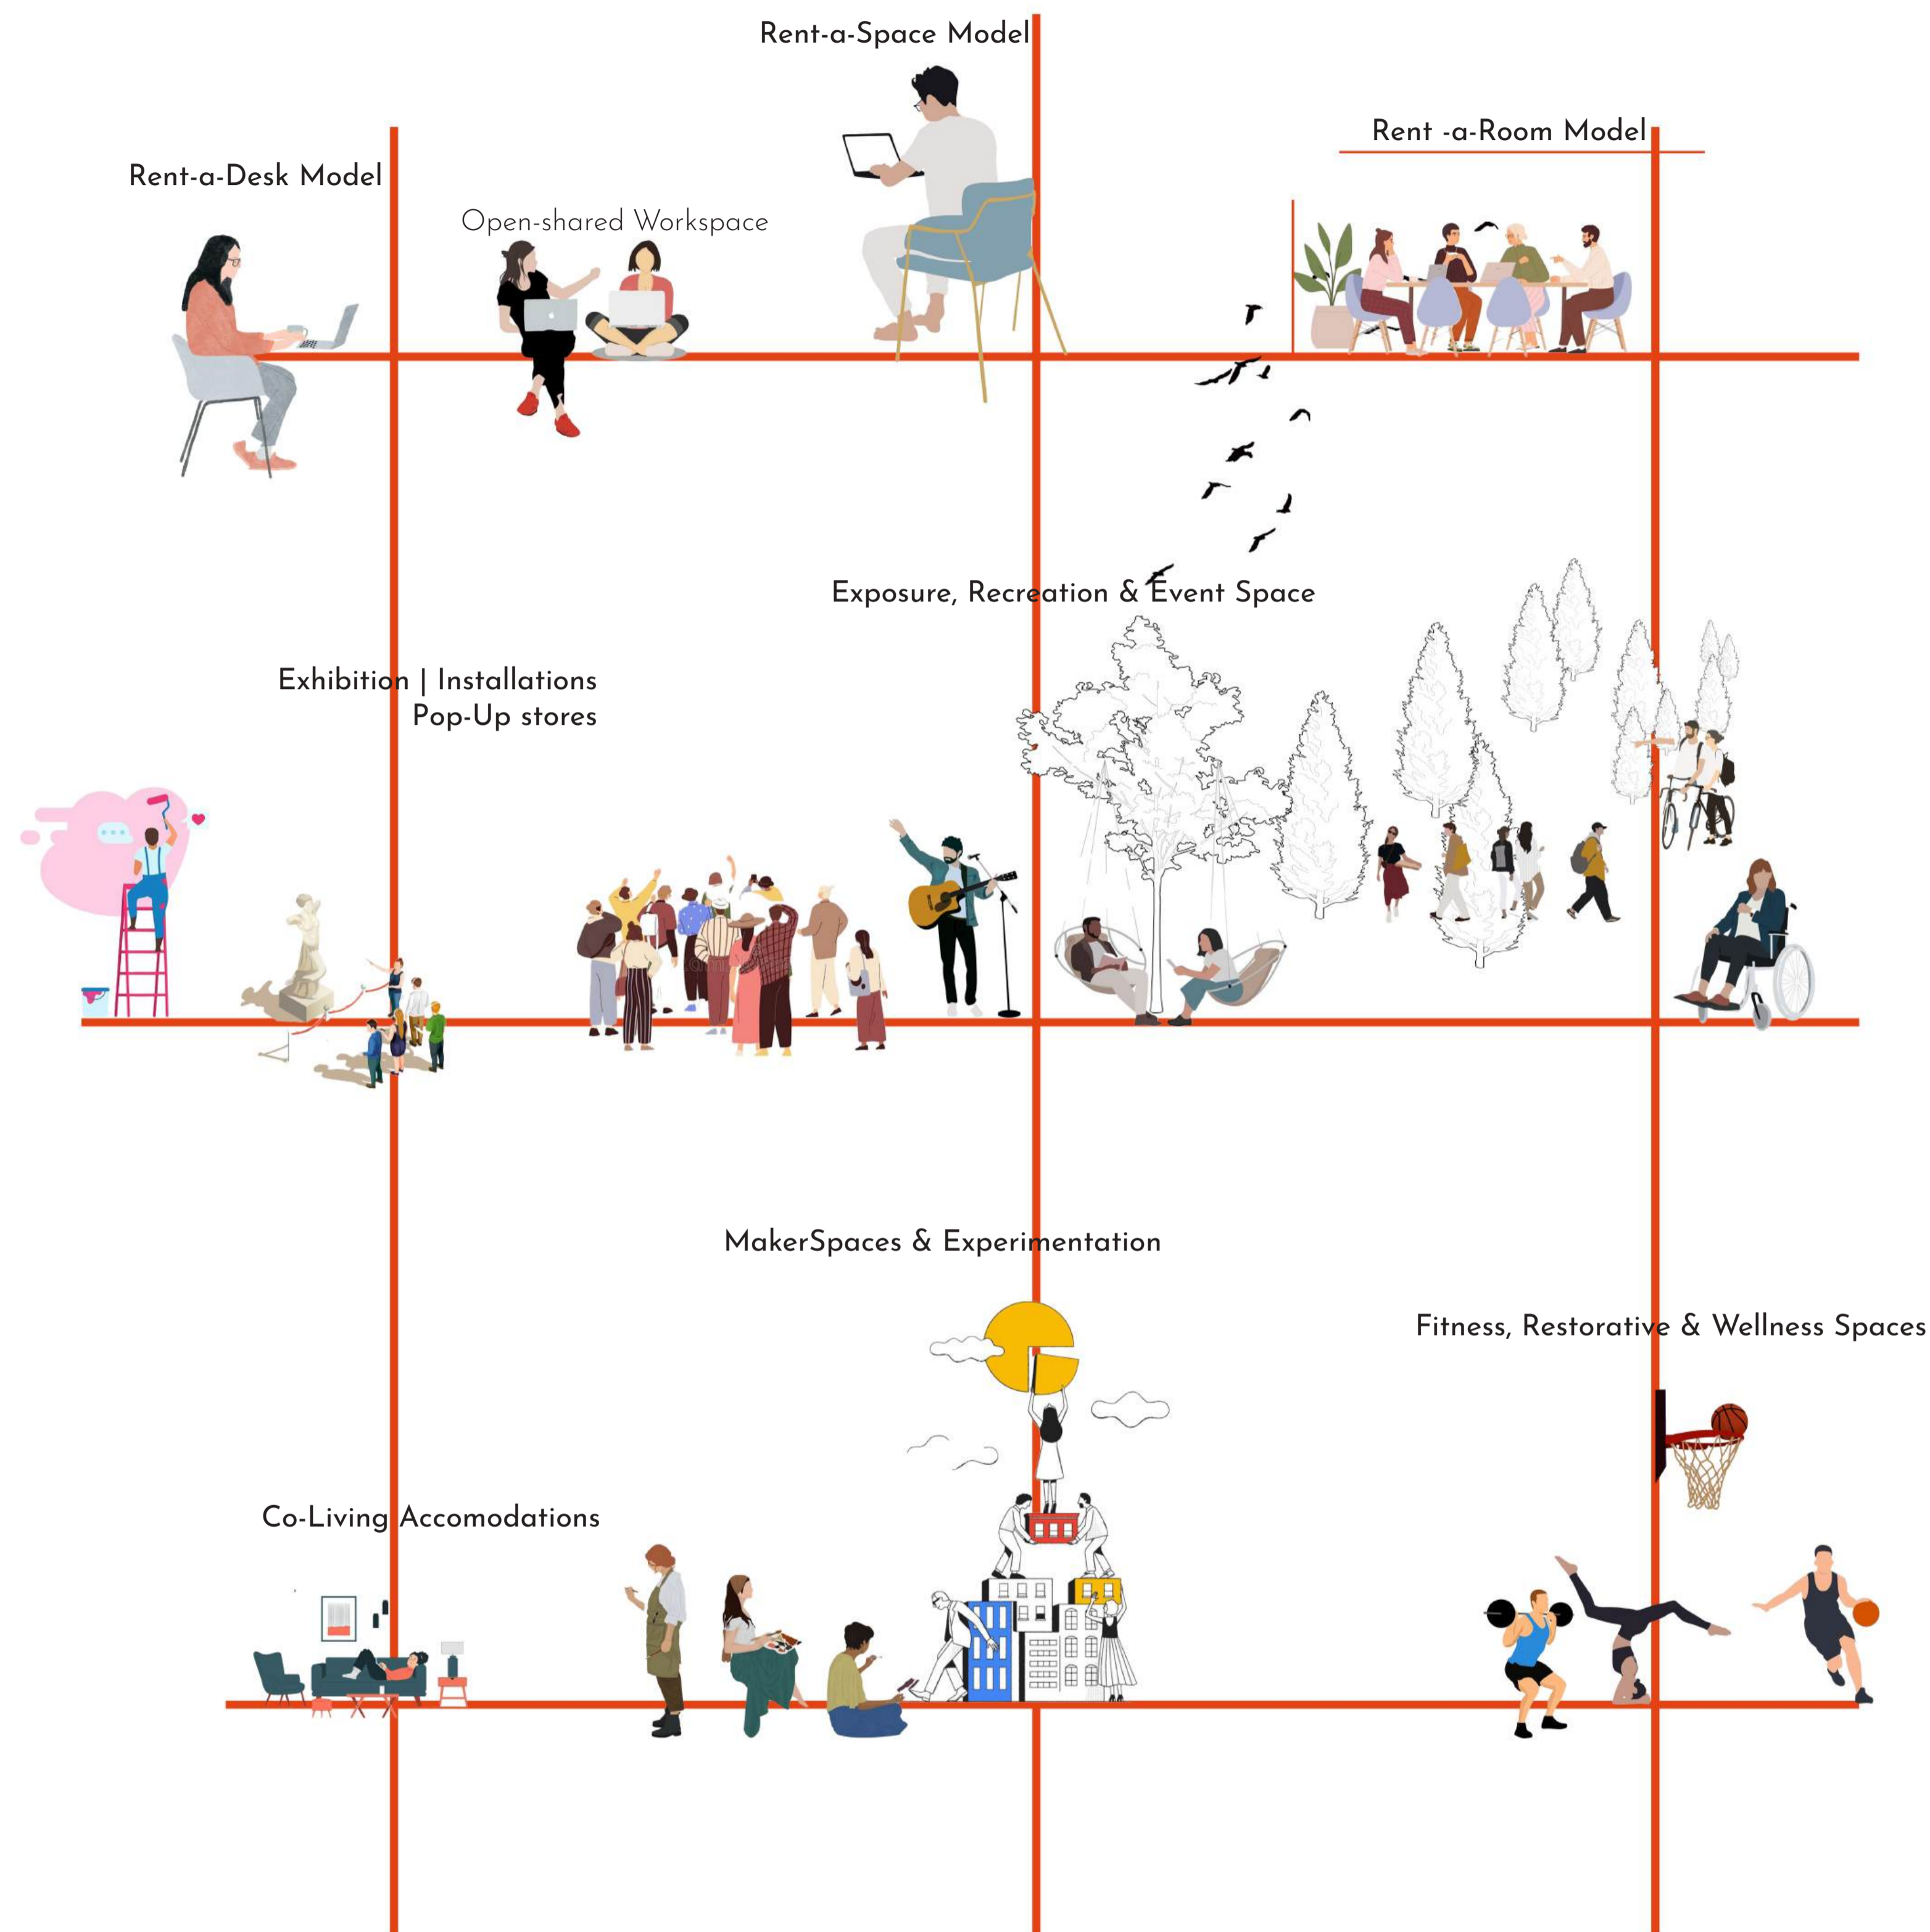 Rent-a-Space Model
Rent -a-Room Model
Rent-a-Desk Model
Open-shared Workspace
Exposure, Recreation & Event Space
Exhibition | Installations
Pop-Up stores
MakerSpaces & Experimentation
Fitness, Restorative & Wellness Spaces
Co-Living Accomodations